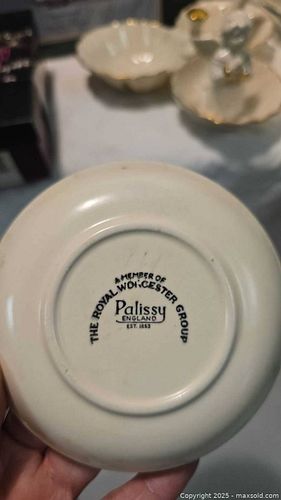 A MEMBER OF
THE ROYAL WORCESTER GROUP
Palissy
ENGLAND
EST. 1853
Copyright © 2025 - maxsold.com